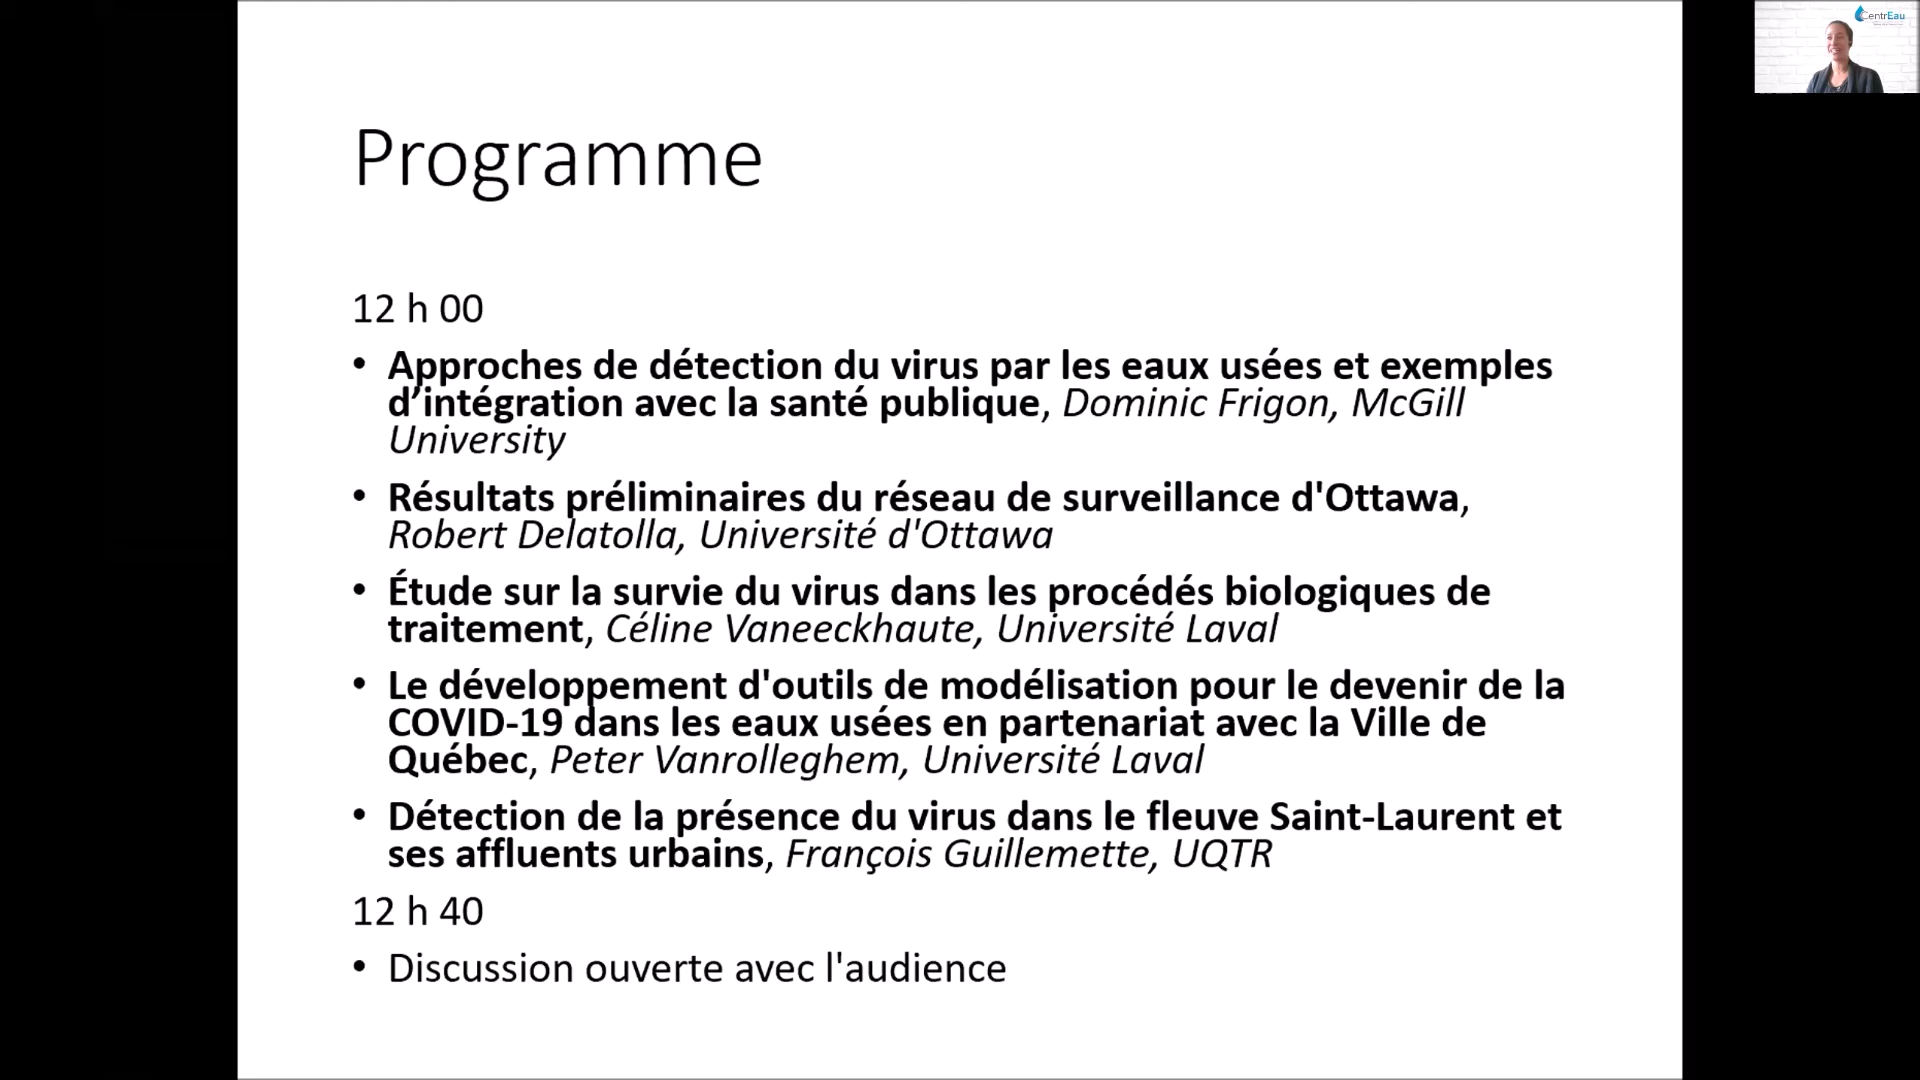 CentrEau
Programme
12 h 00
• Approches de détection du virus par les eaux usées et exemples
d’intégration avec la santé publique, Dominic Frigon, McGill
University
• Résultats préliminaires du réseau de surveillance d'Ottawa,
Robert Delatolla, Université d'Ottawa
• Étude sur la survie du virus dans les procédés biologiques de
traitement, Céline Vaneeckhaute, Université Laval
• Le développement d'outils de modélisation pour le devenir de la
COVID-19 dans les eaux usées en partenariat avec la Ville de
Québec, Peter Vanrolleghem, Université Laval
• Détection de la présence du virus dans le fleuve Saint-Laurent et
ses affluents urbains, François Guillemette, UQTR
12 h 40
• Discussion ouverte avec l'audience